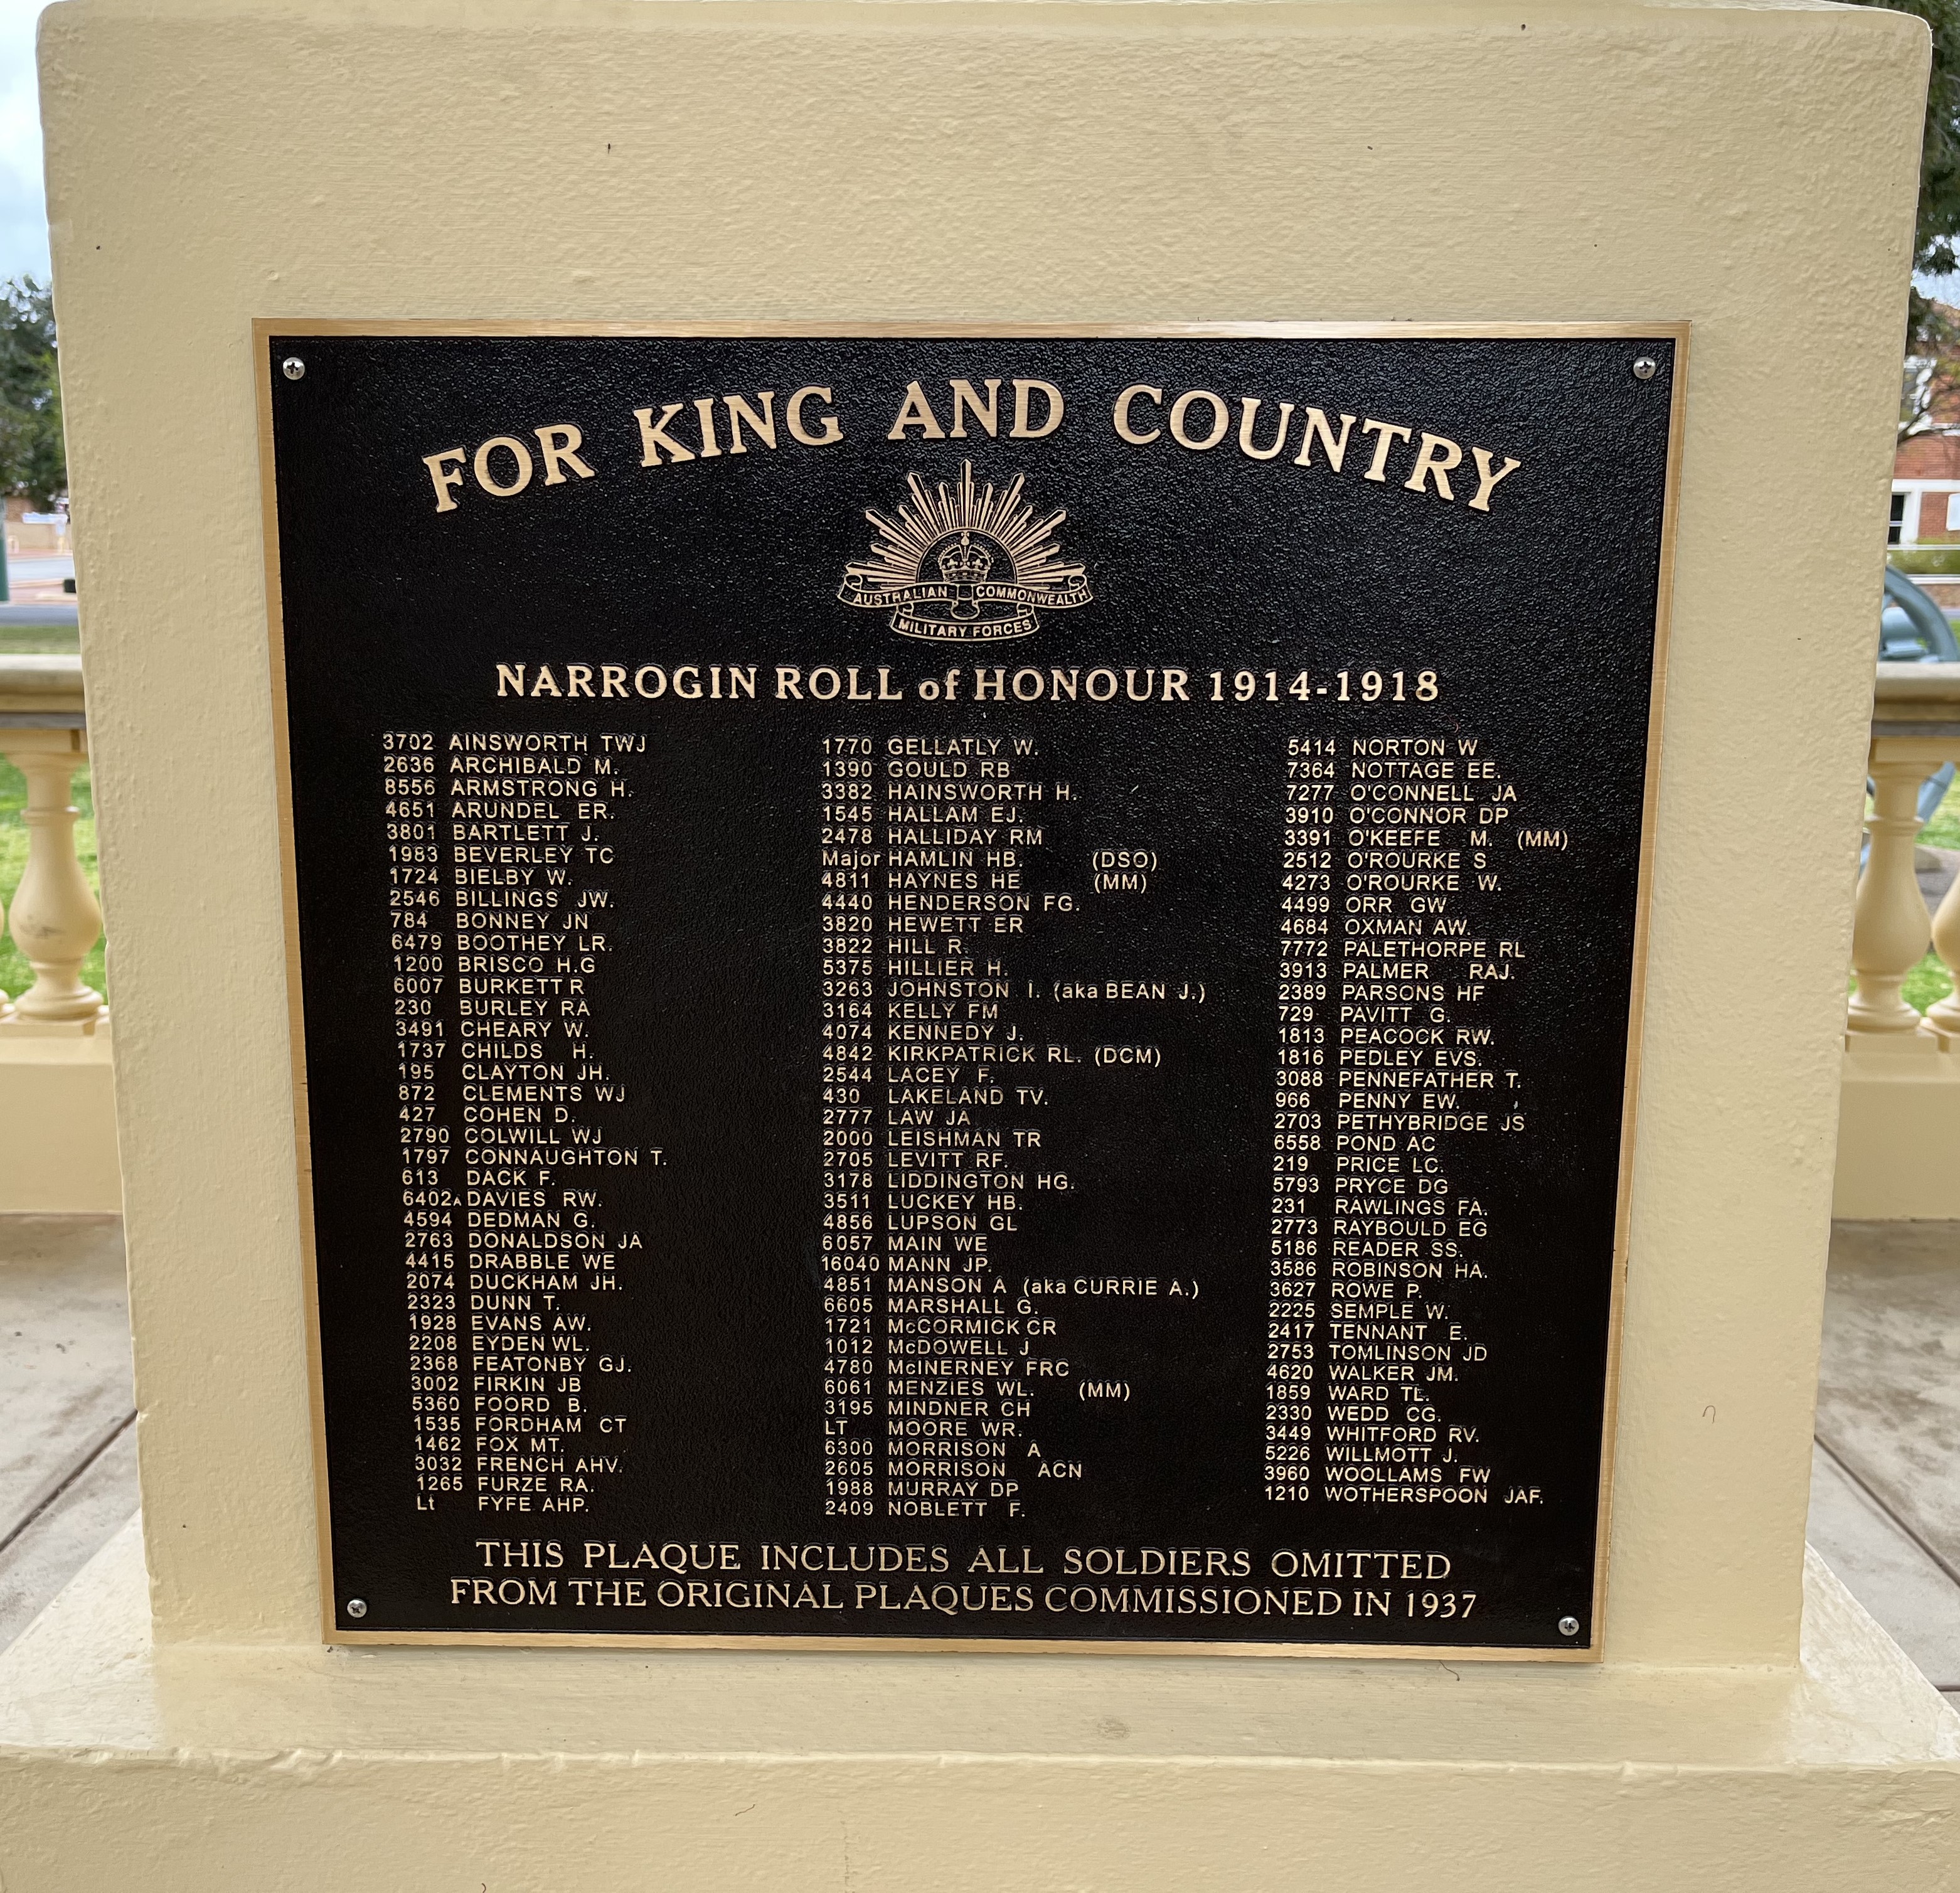 FOR KING AND COUNTRY
AUSTRALIAN COMMONWEALTH
MILITARY FORCES
NARROGIN ROLL of HONOUR 1914-1918
3702 AINSWORTH TWJ
2636 ARCHIBALD M.
8556 ARMSTRONG H.
4651 ARUNDEL ER.
3801 BARTLETT J.
1983 BEVERLEY TC
1724 BIELBY W.
2546 BILLINGS JW.
784 BONNEY JN
6479 BOOTHEY LR.
1200 BRISCO H.G
6007 BURKETT R
230 BURLEY RA
3491 CHEARY W.
1737 CHILDS H.
195 CLAYTON JH.
872 CLEMENTS WJ
427 COHEN D.
2790 COLWILL WJ
1797 CONNAUGHTON T.
613 DACK F.
6402A DAVIES RW.
4594 DEDMAN G.
2763 DONALDSON JA
4415 DRABBLE WE
2074 DUCKHAM JH.
2323 DUNN T.
1928 EVANS AW.
2208 EYDEN WL.
2368 FEATONBY GJ.
3002 FIRKIN JB
5360 FOORD B.
1535 FORDHAM CT
1462 FOX MT.
3032 FRENCH AHV.
1265 FURZE RA.
Lt FYFE AHP.
1770 GELLATLY W.
1390 GOULD RB
3382 HAINSWORTH H.
1545 HALLAM EJ.
2478 HALLIDAY RM
Major HAMLIN HB. (DSO)
4811 HAYNES HE (MM)
4440 HENDERSON FG.
3820 HEWETT ER
3822 HILL R.
5375 HILLIER H.
3263 JOHNSTON I. (aka BEAN J.)
3164 KELLY FM
4074 KENNEDY J.
4842 KIRKPATRICK RL. (DCM)
2544 LACEY F.
430 LAKELAND TV.
2777 LAW JA
2000 LEISHMAN TR
2705 LEVITT RF.
3178 LIDDINGTON HG.
3511 LUCKEY HB.
4856 LUPSON GL
6057 MAIN WE
16040 MANN JP.
4851 MANSON A (aka CURRIE A.)
6605 MARSHALL G.
1721 McCORMICK CR
1012 McDOWELL J
4780 McINERNEY FRC
6061 MENZIES WL. (MM)
3195 MINDNER CH
LT MOORE WR.
6300 MORRISON A
2605 MORRISON ACN
1988 MURRAY DP
2409 NOBLETT F.
5414 NORTON W
7364 NOTTAGE EE.
7277 O'CONNELL JA
3910 O'CONNOR DP
3391 O'KEEFE M. (MM)
2512 O'ROURKE S
4273 O'ROURKE W.
4499 ORR GW
4684 OXMAN AW.
7772 PALETHORPE RL
3913 PALMER RAJ.
2389 PARSONS HF
729 PAVITT G.
1813 PEACOCK RW.
1816 PEDLEY EVS.
3088 PENNEFATHER T.
966 PENNY EW.
2703 PETHYBRIDGE JS
6558 POND AC
219 PRICE LC.
5793 PRYCE DG
231 RAWLINGS FA.
2773 RAYBOULD EG
5186 READER SS.
3586 ROBINSON HA.
3627 ROWE P.
2225 SEMPLE W.
2417 TENNANT E.
2753 TOMLINSON JD
4620 WALKER JM.
1859 WARD TL.
2330 WEDD CG.
3449 WHITFORD RV.
5226 WILLMOTT J.
3960 WOOLLAMS FW
1210 WOTHERSPOON JAF.
THIS PLAQUE INCLUDES ALL SOLDIERS OMITTED
FROM THE ORIGINAL PLAQUES COMMISSIONED IN 1937